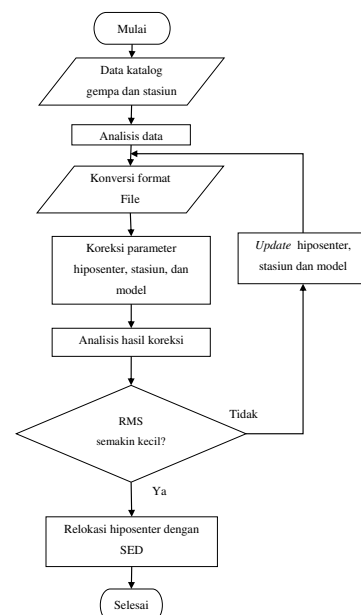 Mulai
Data katalog
gempa dan stasiun
Analisis data
Konversi format
File
Koreksi parameter
hiposenter, stasiun, dan
model
Update hiposenter,
stasiun dan model
Analisis hasil koreksi
RMS
semakin kecil?
Tidak
Ya
Relokasi hiposenter dengan
SED
Selesai